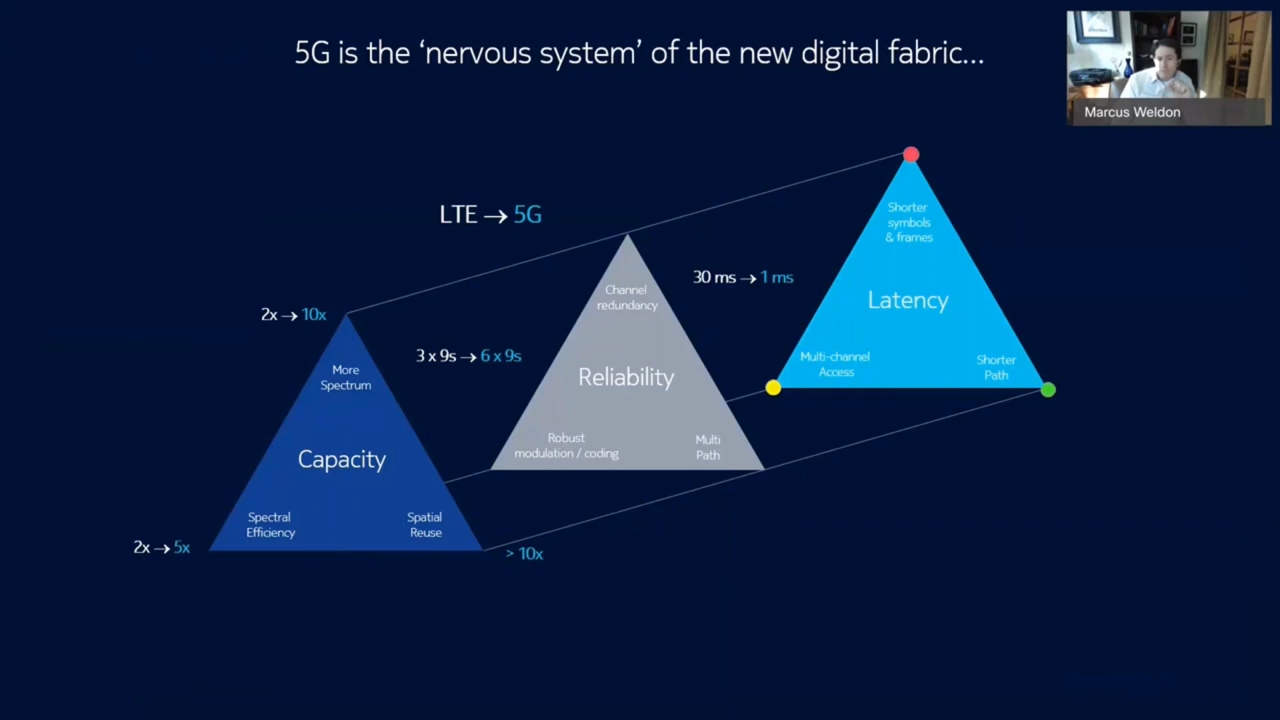 5G is the ‘nervous system’ of the new digital fabric...
Marcus Weldon
LTE → 5G
2x → 10x
More
Spectrum
Capacity
Spectral
Efficiency
Spatial
Reuse
2x → 5x
> 10x
3 x 9s → 6 x 9s
Channel
redundancy
Reliability
Robust
modulation / coding
Multi
Path
30 ms → 1 ms
Shorter
symbols
& frames
Latency
Multi-channel
Access
Shorter
Path